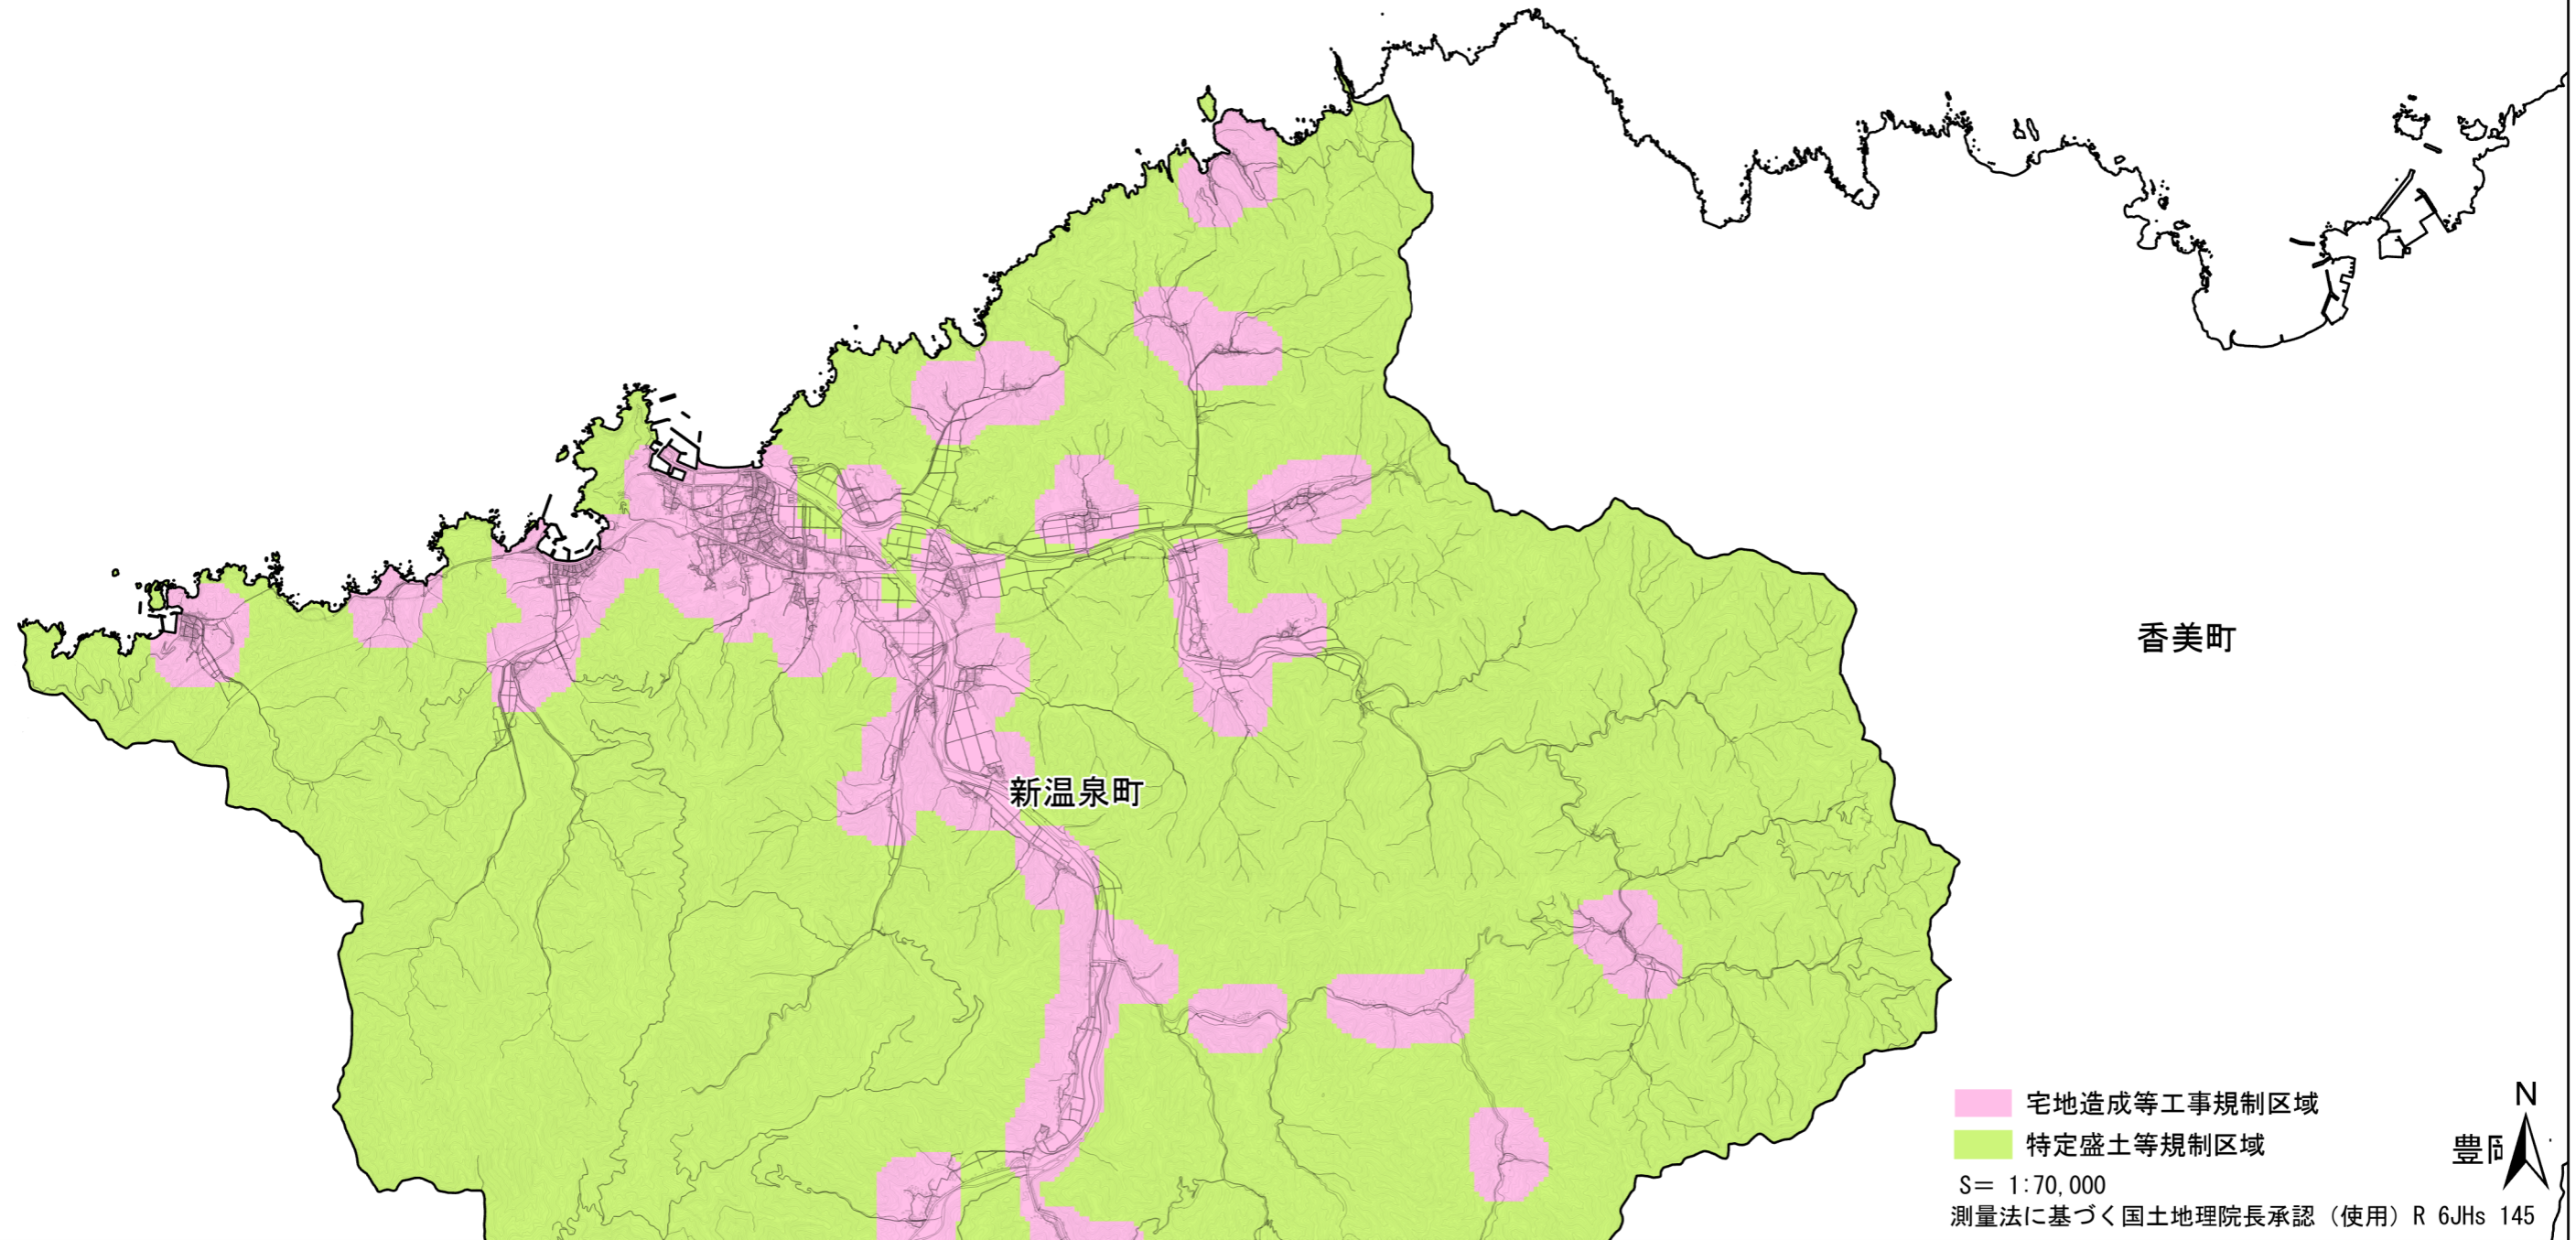 香美町
新温泉町
N
宅地造成等工事規制区域
特定盛土等規制区域
豊
S= 1:70,000
測量法に基づく国土地理院長承認（使用）R 6JHs 145